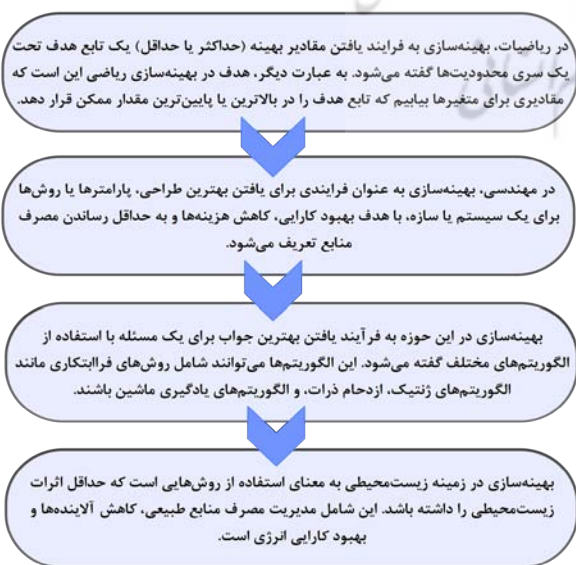 در ریاضیات، بهینه‌سازی به فرایند یافتن مقادیر بهینه (حداکثر یا حداقل) یک تابع هدف تحت
یک سری محدودیت‌ها گفته می‌شود. به عبارت دیگر، هدف در بهینه‌سازی ریاضی این است که
مقادیری برای متغیرها بیابیم که تابع هدف را در بالاترین یا پایین‌ترین مقدار ممکن قرار دهد.
در مهندسی، بهینه‌سازی به عنوان فرایندی برای یافتن بهترین طراحی، پارامترها یا روش‌ها
برای یک سیستم یا سازه، با هدف بهبود کارایی، کاهش هزینه‌ها و به حداقل رساندن مصرف
منابع تعریف می‌شود.
بهینه‌سازی در این حوزه به فرآیند یافتن بهترین جواب برای یک مسئله با استفاده از
الگوریتم‌های مختلف گفته می‌شود. این الگوریتم‌ها می‌توانند شامل روش‌های فراابتکاری مانند
الگوریتم‌های ژنتیک، ازدحام ذرات، و الگوریتم‌های یادگیری ماشین باشند.
بهینه‌سازی در زمینه زیست‌محیطی به معنای استفاده از روش‌هایی است که حداقل اثرات
زیست‌محیطی را داشته باشد. این شامل مدیریت مصرف منابع طبیعی، کاهش آلاینده‌ها و
بهبود کارایی انرژی است.